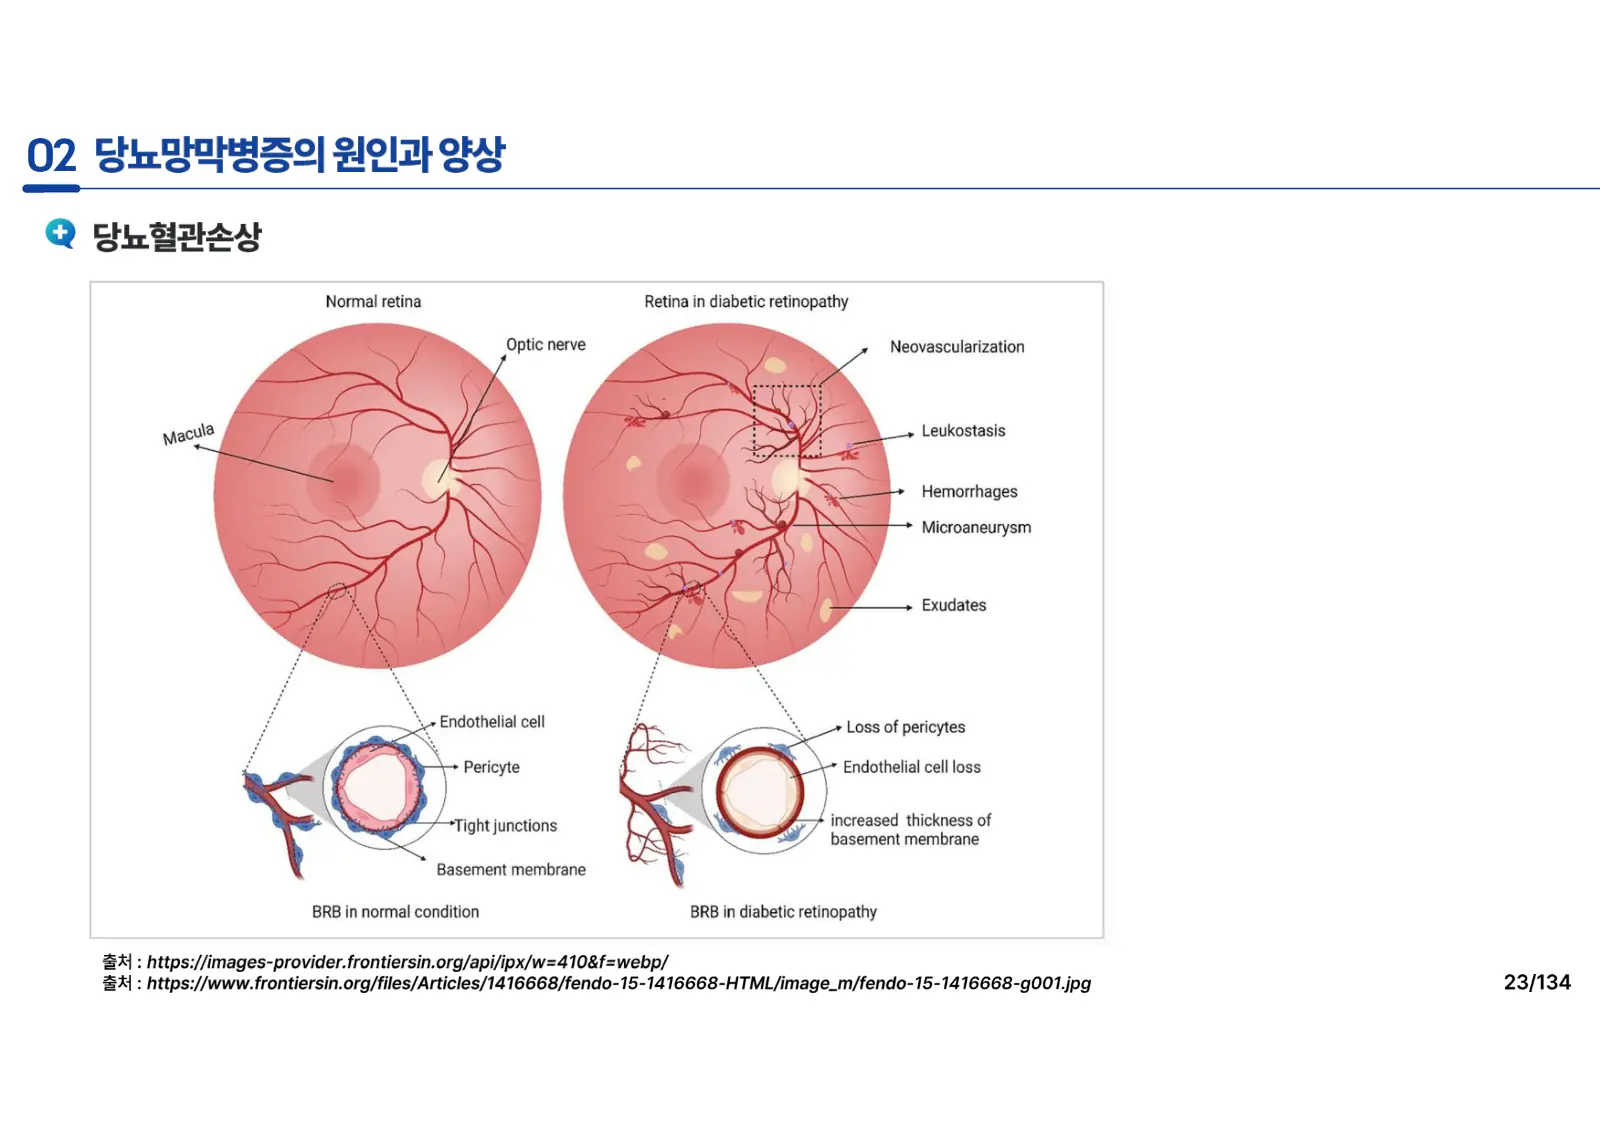 02 당뇨망막병증의 원인과 양상
당뇨혈관손상
Normal retina
Retina in diabetic retinopathy
Optic nerve
Macula
Neovascularization
Leukostasis
Hemorrhages
Microaneurysm
Exudates
Endothelial cell
Pericyte
Tight junctions
Basement membrane
BRB in normal condition
Loss of pericytes
Endothelial cell loss
increased thickness of
basement membrane
BRB in diabetic retinopathy
출처 : https://images-provider.frontiersin.org/api/ipx/w=410&f=webp/
출처 : https://www.frontiersin.org/files/Articles/1416668/fendo-15-1416668-HTML/image_m/fendo-15-1416668-g001.jpg
23/134